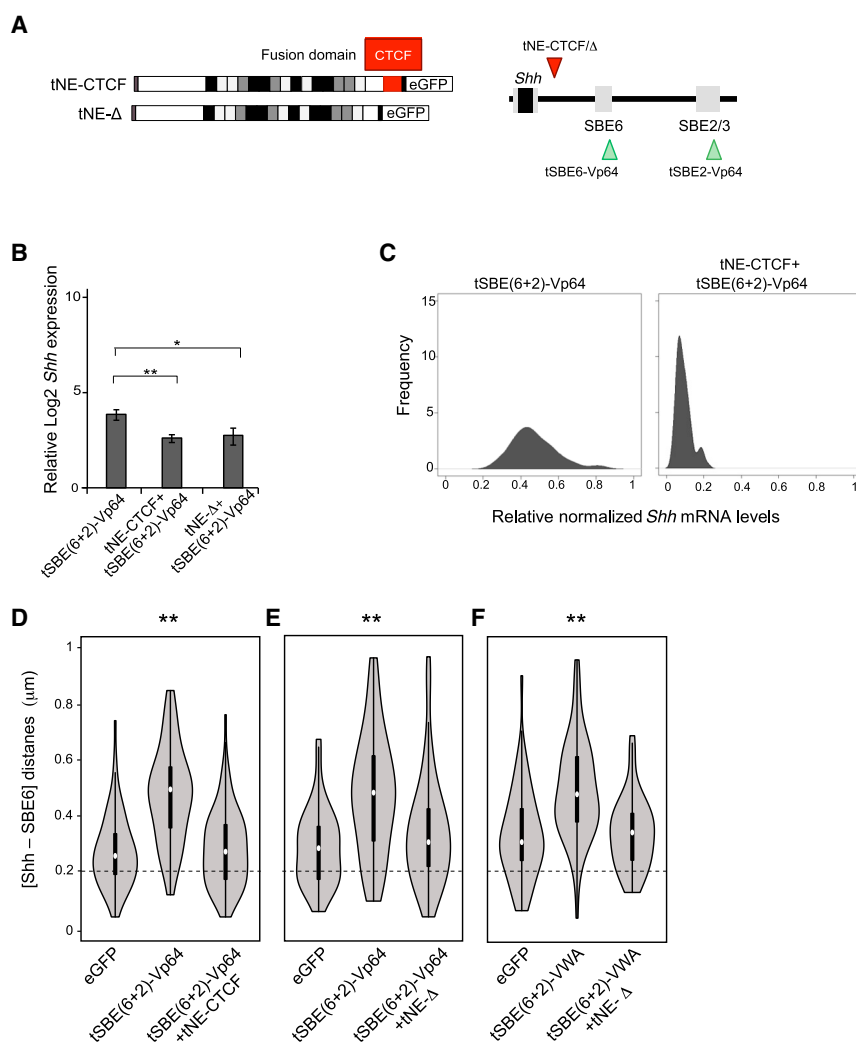 A
Fusion domain
CTCF
tNE-CTCF
eGFP
tNE-Δ
eGFP
tNE-CTCF/Δ
Shh
SBE6
SBE2/3
tSBE6-Vp64
tSBE2-Vp64
B
Relative Log2 Shh expression
10
5
0
*
**
tSBE(6+2)-Vp64
tNE-CTCF+
tSBE(6+2)-Vp64
tNE-Δ+
tSBE(6+2)-Vp64
C
tSBE(6+2)-Vp64
tNE-CTCF+
tSBE(6+2)-Vp64
Frequency
15
10
5
0
0 0.2 0.4 0.6 0.8 1
0 0.2 0.4 0.6 0.8 1
Relative normalized Shh mRNA levels
D
**
E
**
F
**
[Shh – SBE6] distanes (μm)
1
0.8
0.6
0.4
0.2
0
eGFP
tSBE(6+2)-Vp64
tSBE(6+2)-Vp64
+tNE-CTCF
eGFP
tSBE(6+2)-Vp64
tSBE(6+2)-Vp64
+tNE-Δ
eGFP
tSBE(6+2)-VWA
tSBE(6+2)-VWA
+tNE- Δ